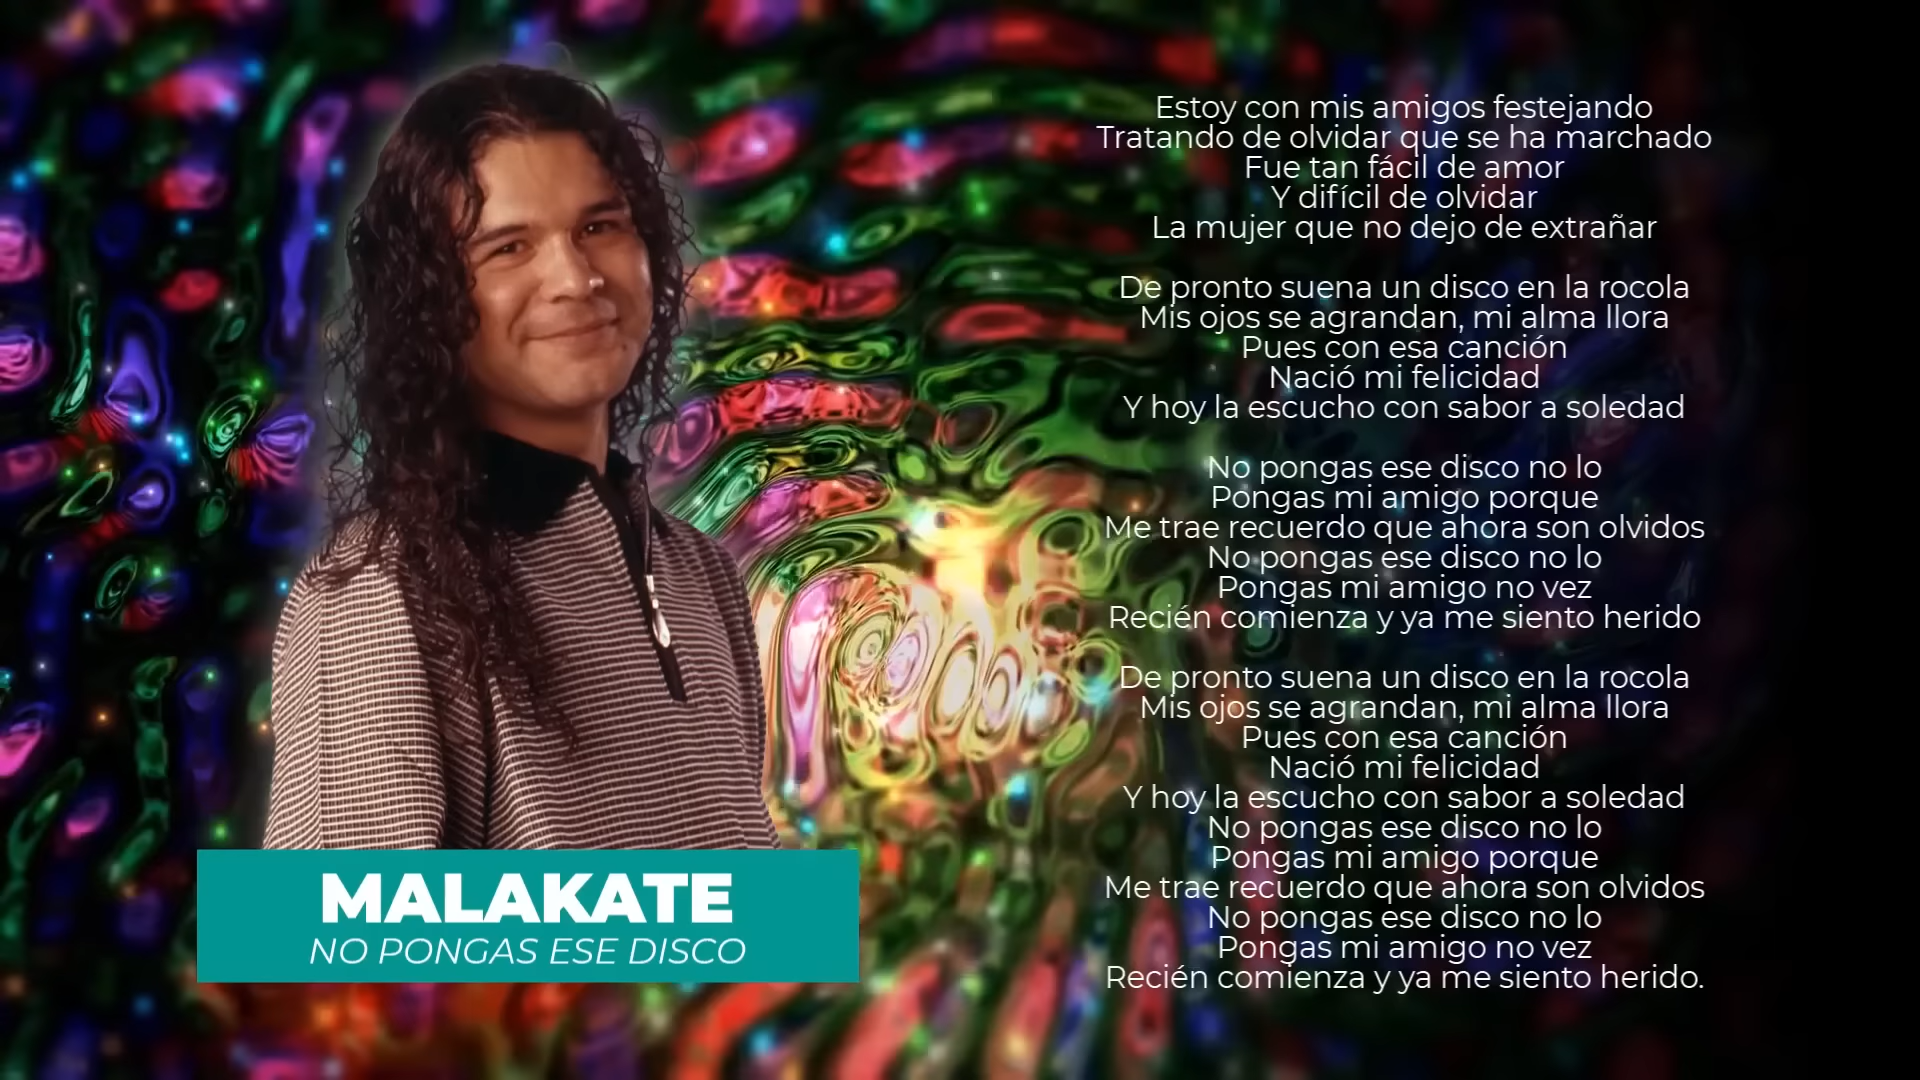 Estoy con mis amigos festejando
Tratando de olvidar que se ha marchado
Fue tan fácil de amor
Y difícil de olvidar
La mujer que no dejo de extrañar
De pronto suena un disco en la rocola
Mis ojos se agrandan, mi alma llora
Pues con esa canción
Nació mi felicidad
Y hoy la escucho con sabor a soledad
No pongas ese disco no lo
Pongas mi amigo porque
Me trae recuerdo que ahora son olvidos
No pongas ese disco no lo
Pongas mi amigo no vez
Recién comienza y ya me siento herido
De pronto suena un disco en la rocola
Mis ojos se agrandan, mi alma llora
Pues con esa canción
Nació mi felicidad
Y hoy la escucho con sabor a soledad
No pongas ese disco no lo
Pongas mi amigo porque
Me trae recuerdo que ahora son olvidos
No pongas ese disco no lo
Pongas mi amigo no vez
Recién comienza y ya me siento herido.
MALAKATE
NO PONGAS ESE DISCO